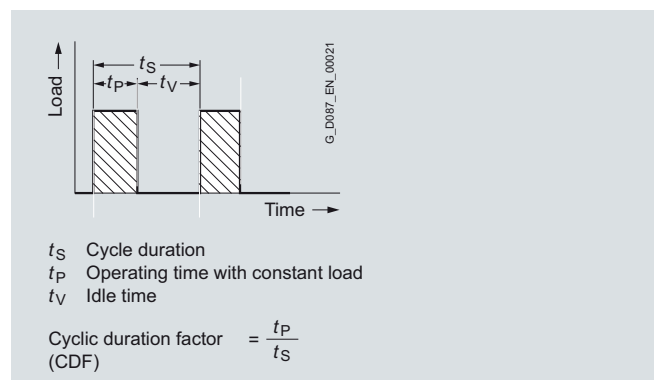 Load
tS
tP
tV
G_D087_EN_00021
Time
tS Cycle duration
tP Operating time with constant load
tV Idle time
Cyclic duration factor = tP
(CDF) tS